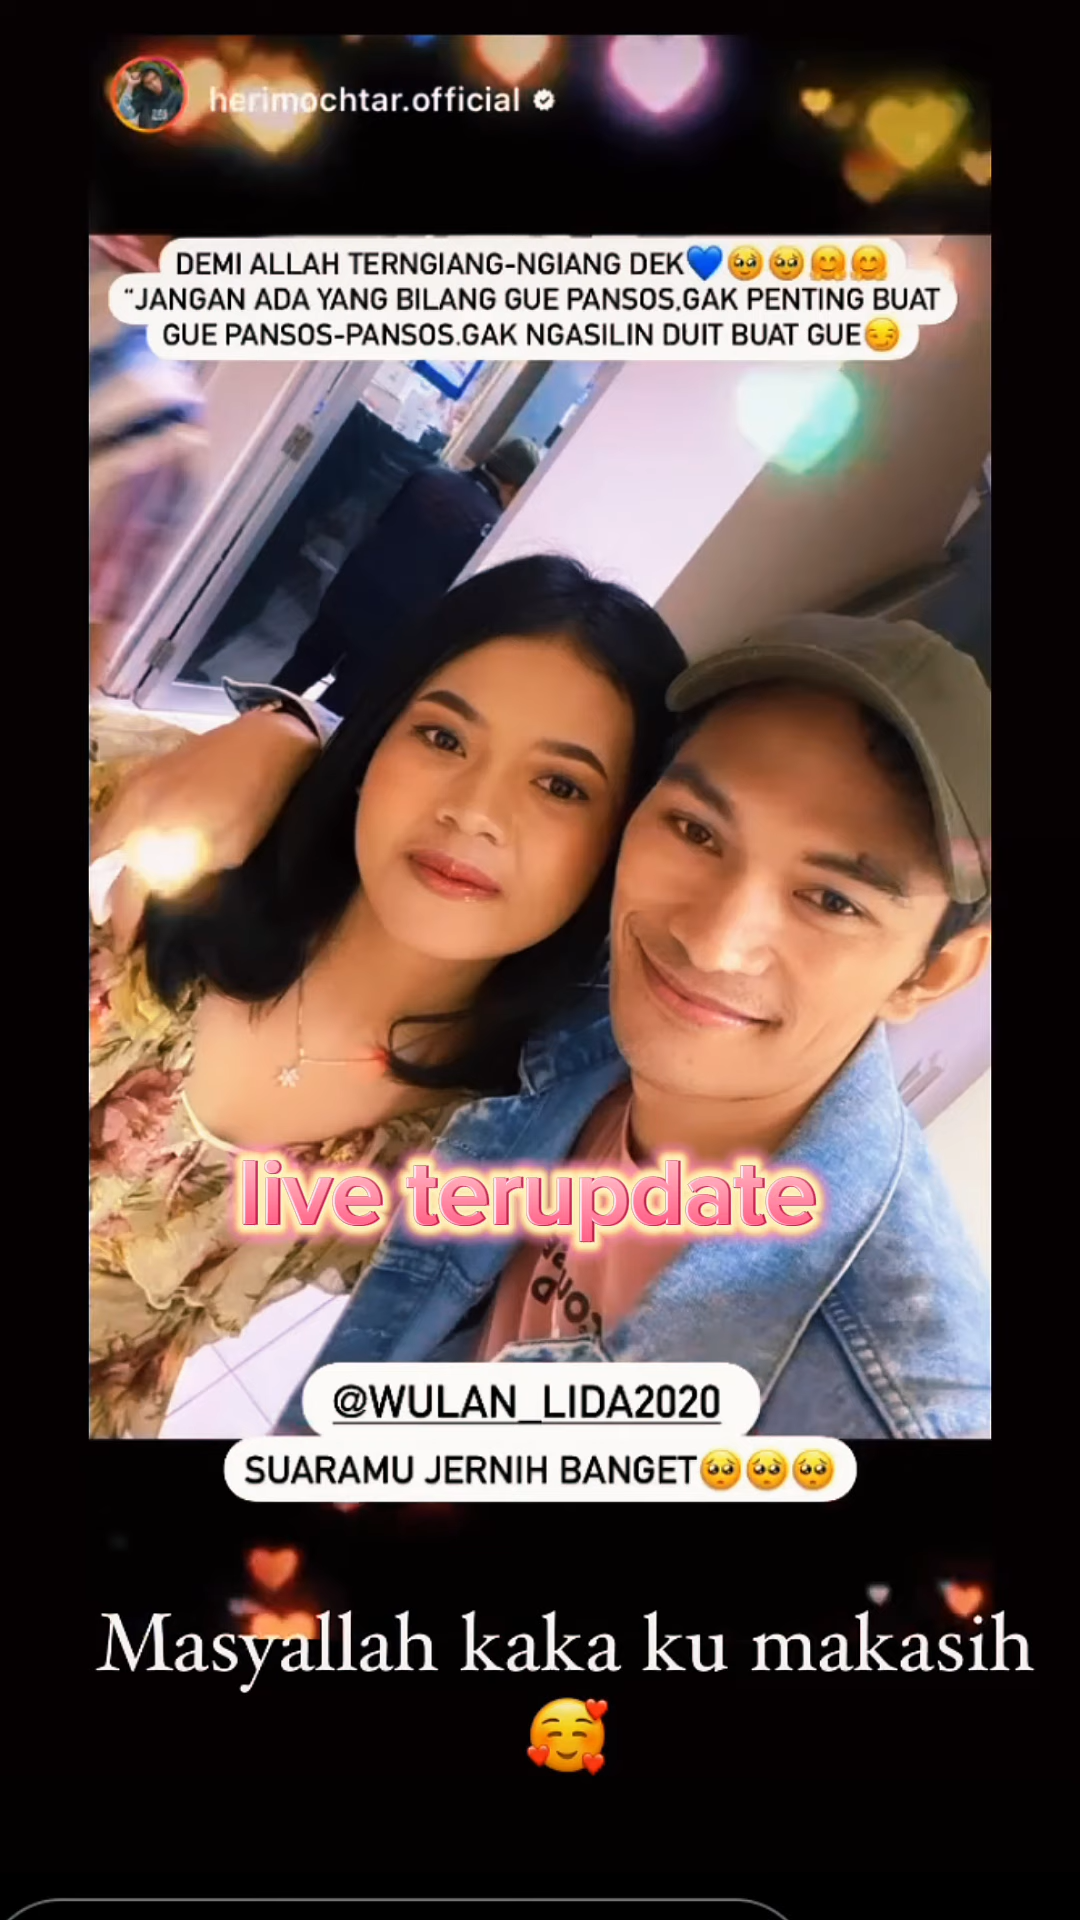 herimochtar.official
DEMI ALLAH TERNGIANG-NGIANG DEK💙🥹🥹🤗🤗
“JANGAN ADA YANG BILANG GUE PANSOS,GAK PENTING BUAT
GUE PANSOS-PANSOS.GAK NGASILIN DUIT BUAT GUE😏
live terupdate
@WULAN_LIDA2020
SUARAMU JERNIH BANGET🥺🥺🥺
Masyallah kaka ku makasih
🥰